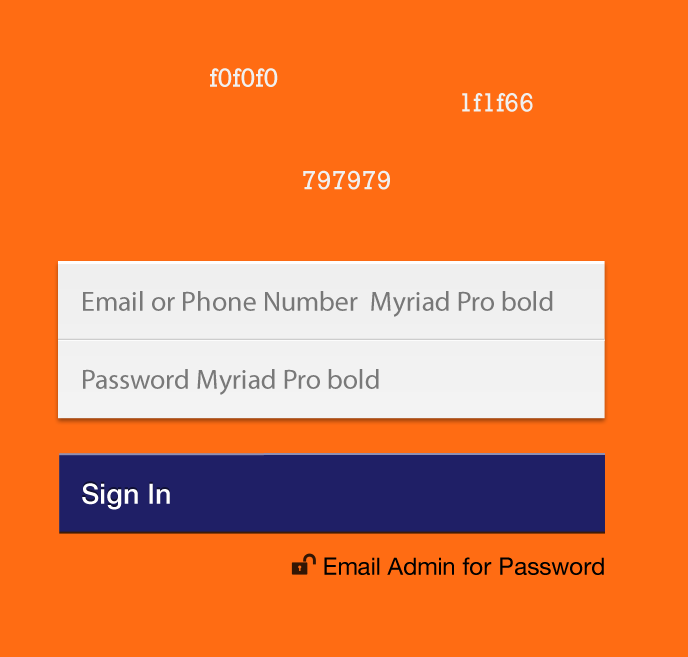 f0f0f0
1f1f66
797979
Email or Phone Number  Myriad Pro bold
Password Myriad Pro bold
Sign In
Email Admin for Password